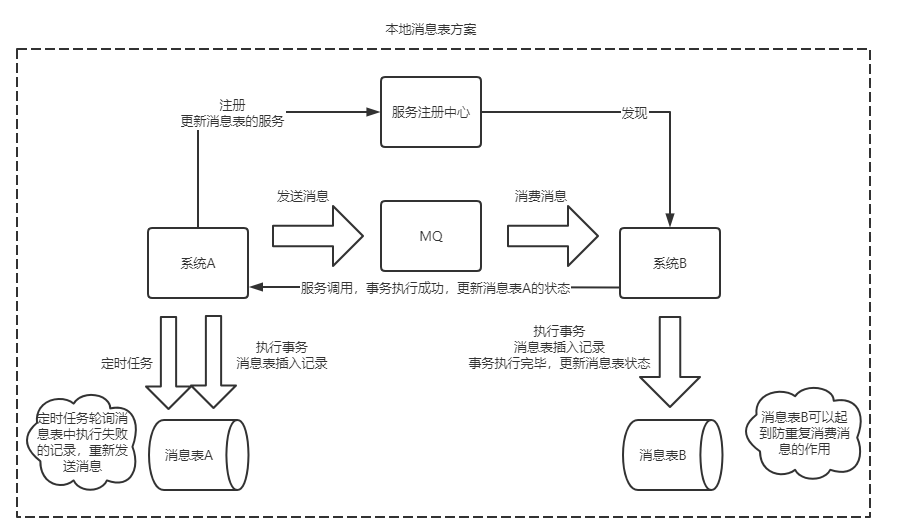 本地消息表方案
注册
更新消息表的服务
服务注册中心
发现
发送消息
消费消息
MQ
系统A
系统B
服务调用，事务执行成功，更新消息表A的状态
定时任务
执行事务
消息表插入记录
执行事务
消息表插入记录
事务执行完毕，更新消息表状态
定时任务轮询消
息表中执行失败
的记录，重新发
送消息
消息表A
消息表B
消息表B可以起
到防重复消费消
息的作用